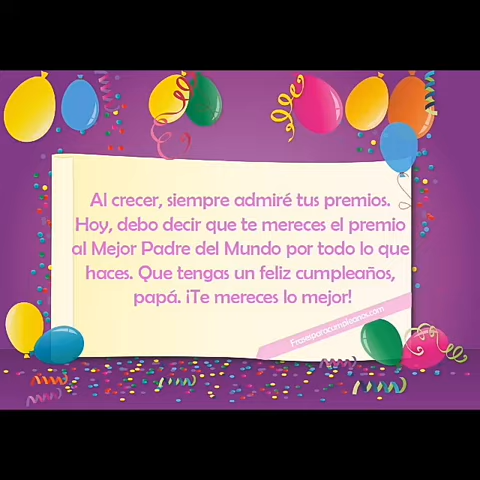 Al crecer, siempre admiré tus premios.
Hoy, debo decir que te mereces el premio
al Mejor Padre del Mundo por todo lo que
haces. Que tengas un feliz cumpleaños,
papá. ¡Te mereces lo mejor!
Frasesparacumpleanos.com